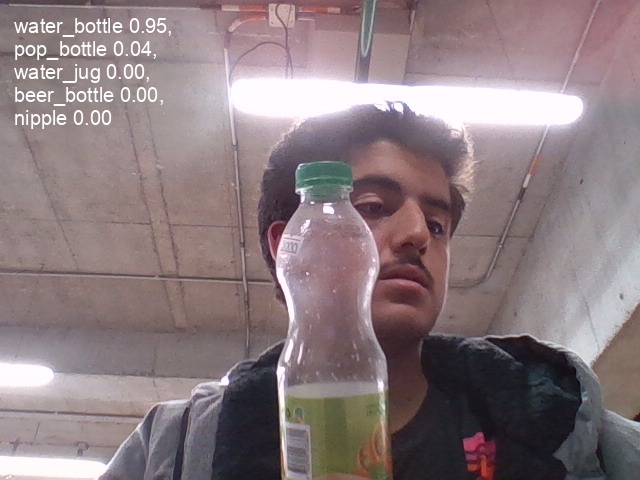 water_bottle 0.95,
pop_bottle 0.04,
water_jug 0.00,
beer_bottle 0.00,
nipple 0.00